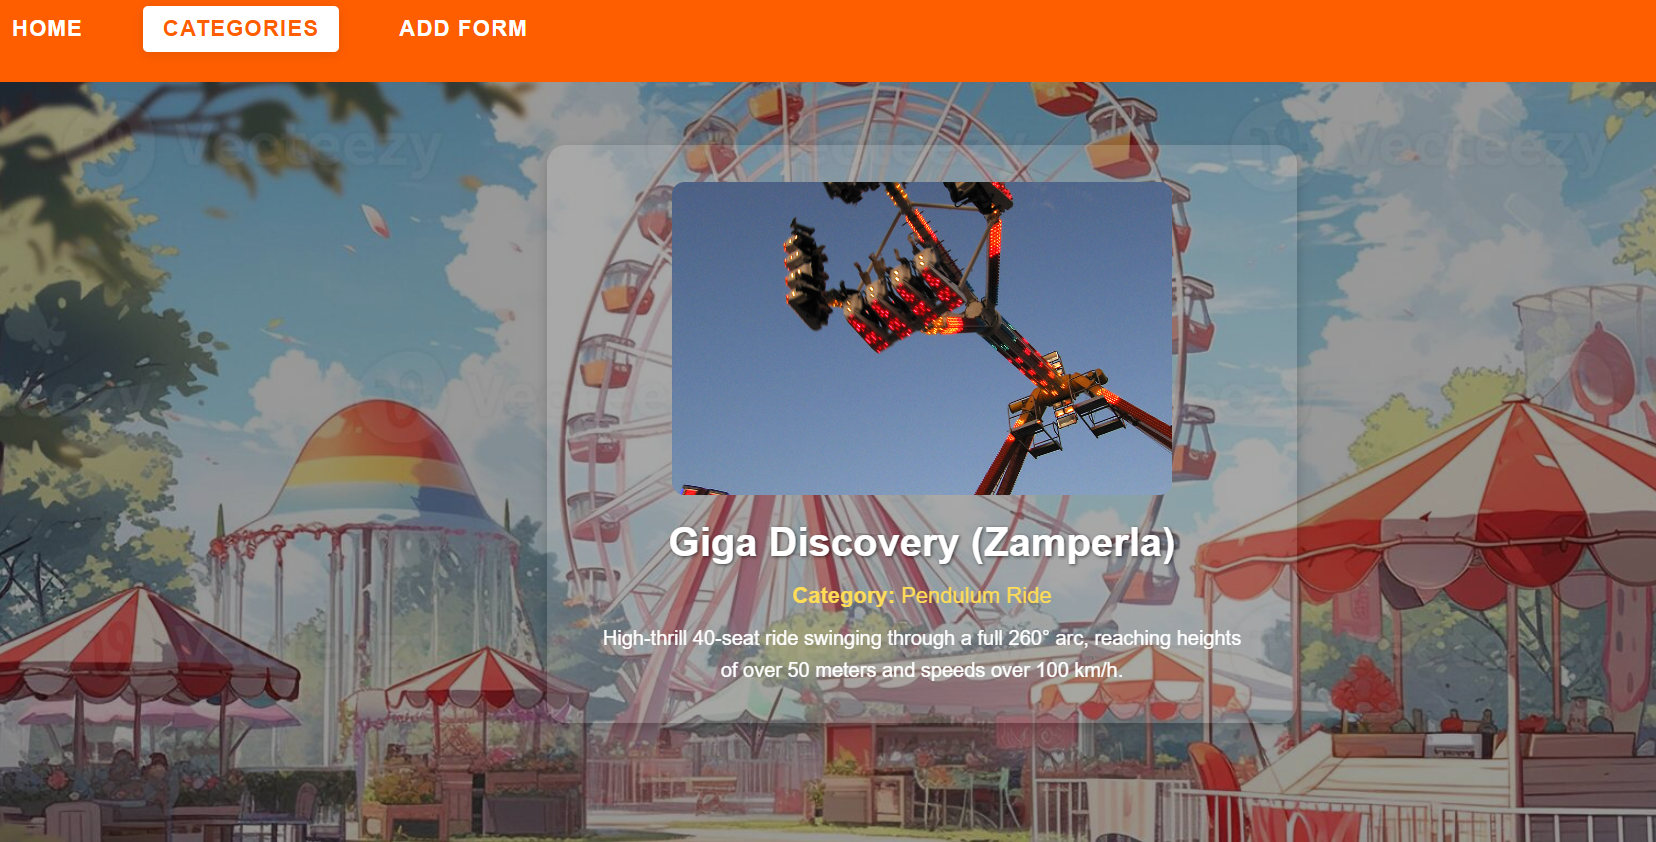 HOME
CATEGORIES
ADD FORM
Vecteezy
Vecteezy
Giga Discovery (Zamperla)
Category: Pendulum Ride
High-thrill 40-seat ride swinging through a full 260° arc, reaching heights
of over 50 meters and speeds over 100 km/h.